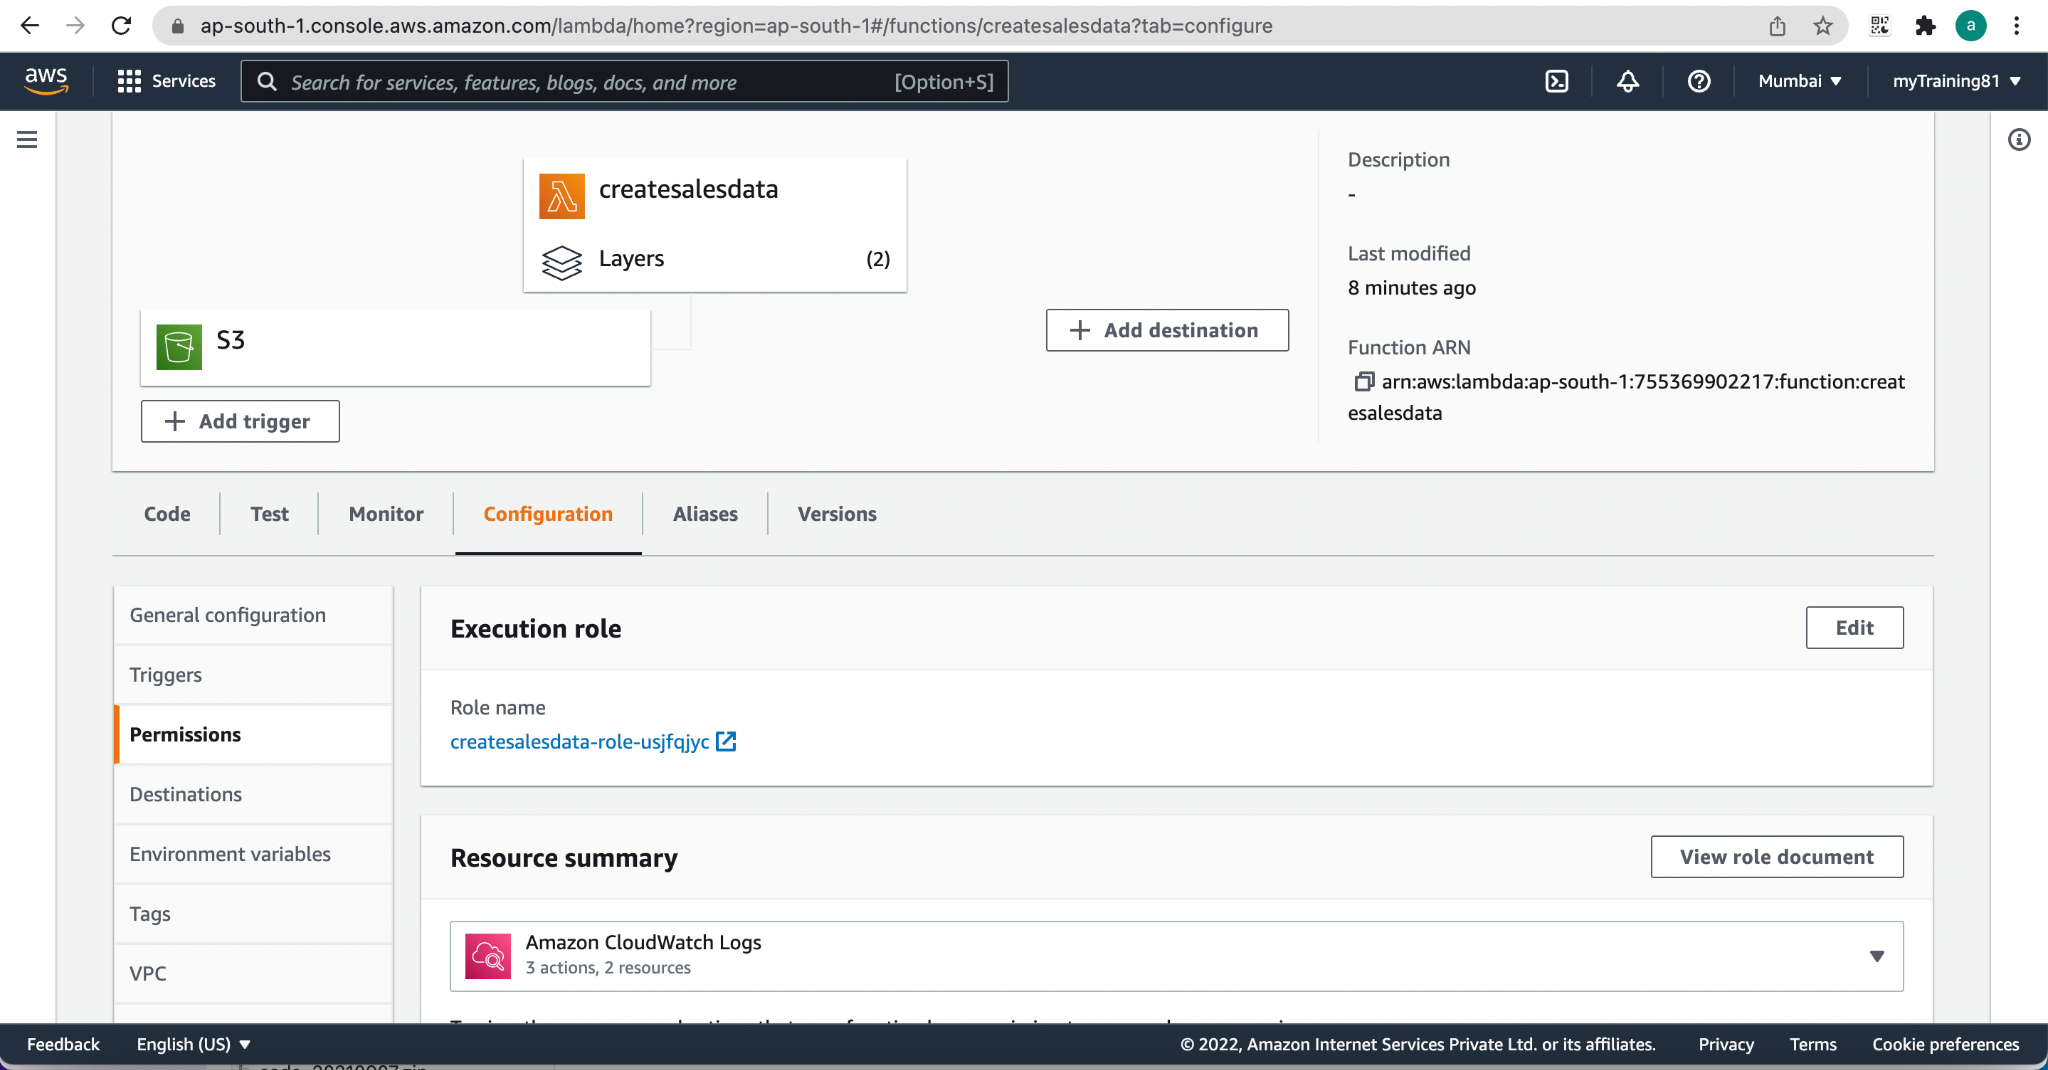 ap-south-1.console.aws.amazon.com/lambda/home?region=ap-south-1#/functions/createsalesdata?tab=configure
a
aws
Services
Search for services, features, blogs, docs, and more
[Option+S]
Mumbai ▼
myTraining81 ▼
createsalesdata
Layers
(2)
S3
+ Add trigger
+ Add destination
Description
-
Last modified
8 minutes ago
Function ARN
arn:aws:lambda:ap-south-1:755369902217:function:creat
esalesdata
Code
Test
Monitor
Configuration
Aliases
Versions
General configuration
Triggers
Permissions
Destinations
Environment variables
Tags
VPC
Execution role
Edit
Role name
createsalesdata-role-usjfqjyc
Resource summary
View role document
Amazon CloudWatch Logs
3 actions, 2 resources
Feedback
English (US) ▼
© 2022, Amazon Internet Services Private Ltd. or its affiliates.
Privacy
Terms
Cookie preferences